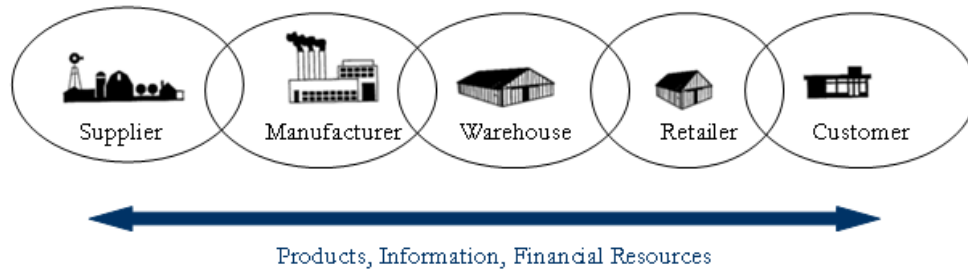 Supplier Manufacturer Warehouse Retailer Customer
Products, Information, Financial Resources